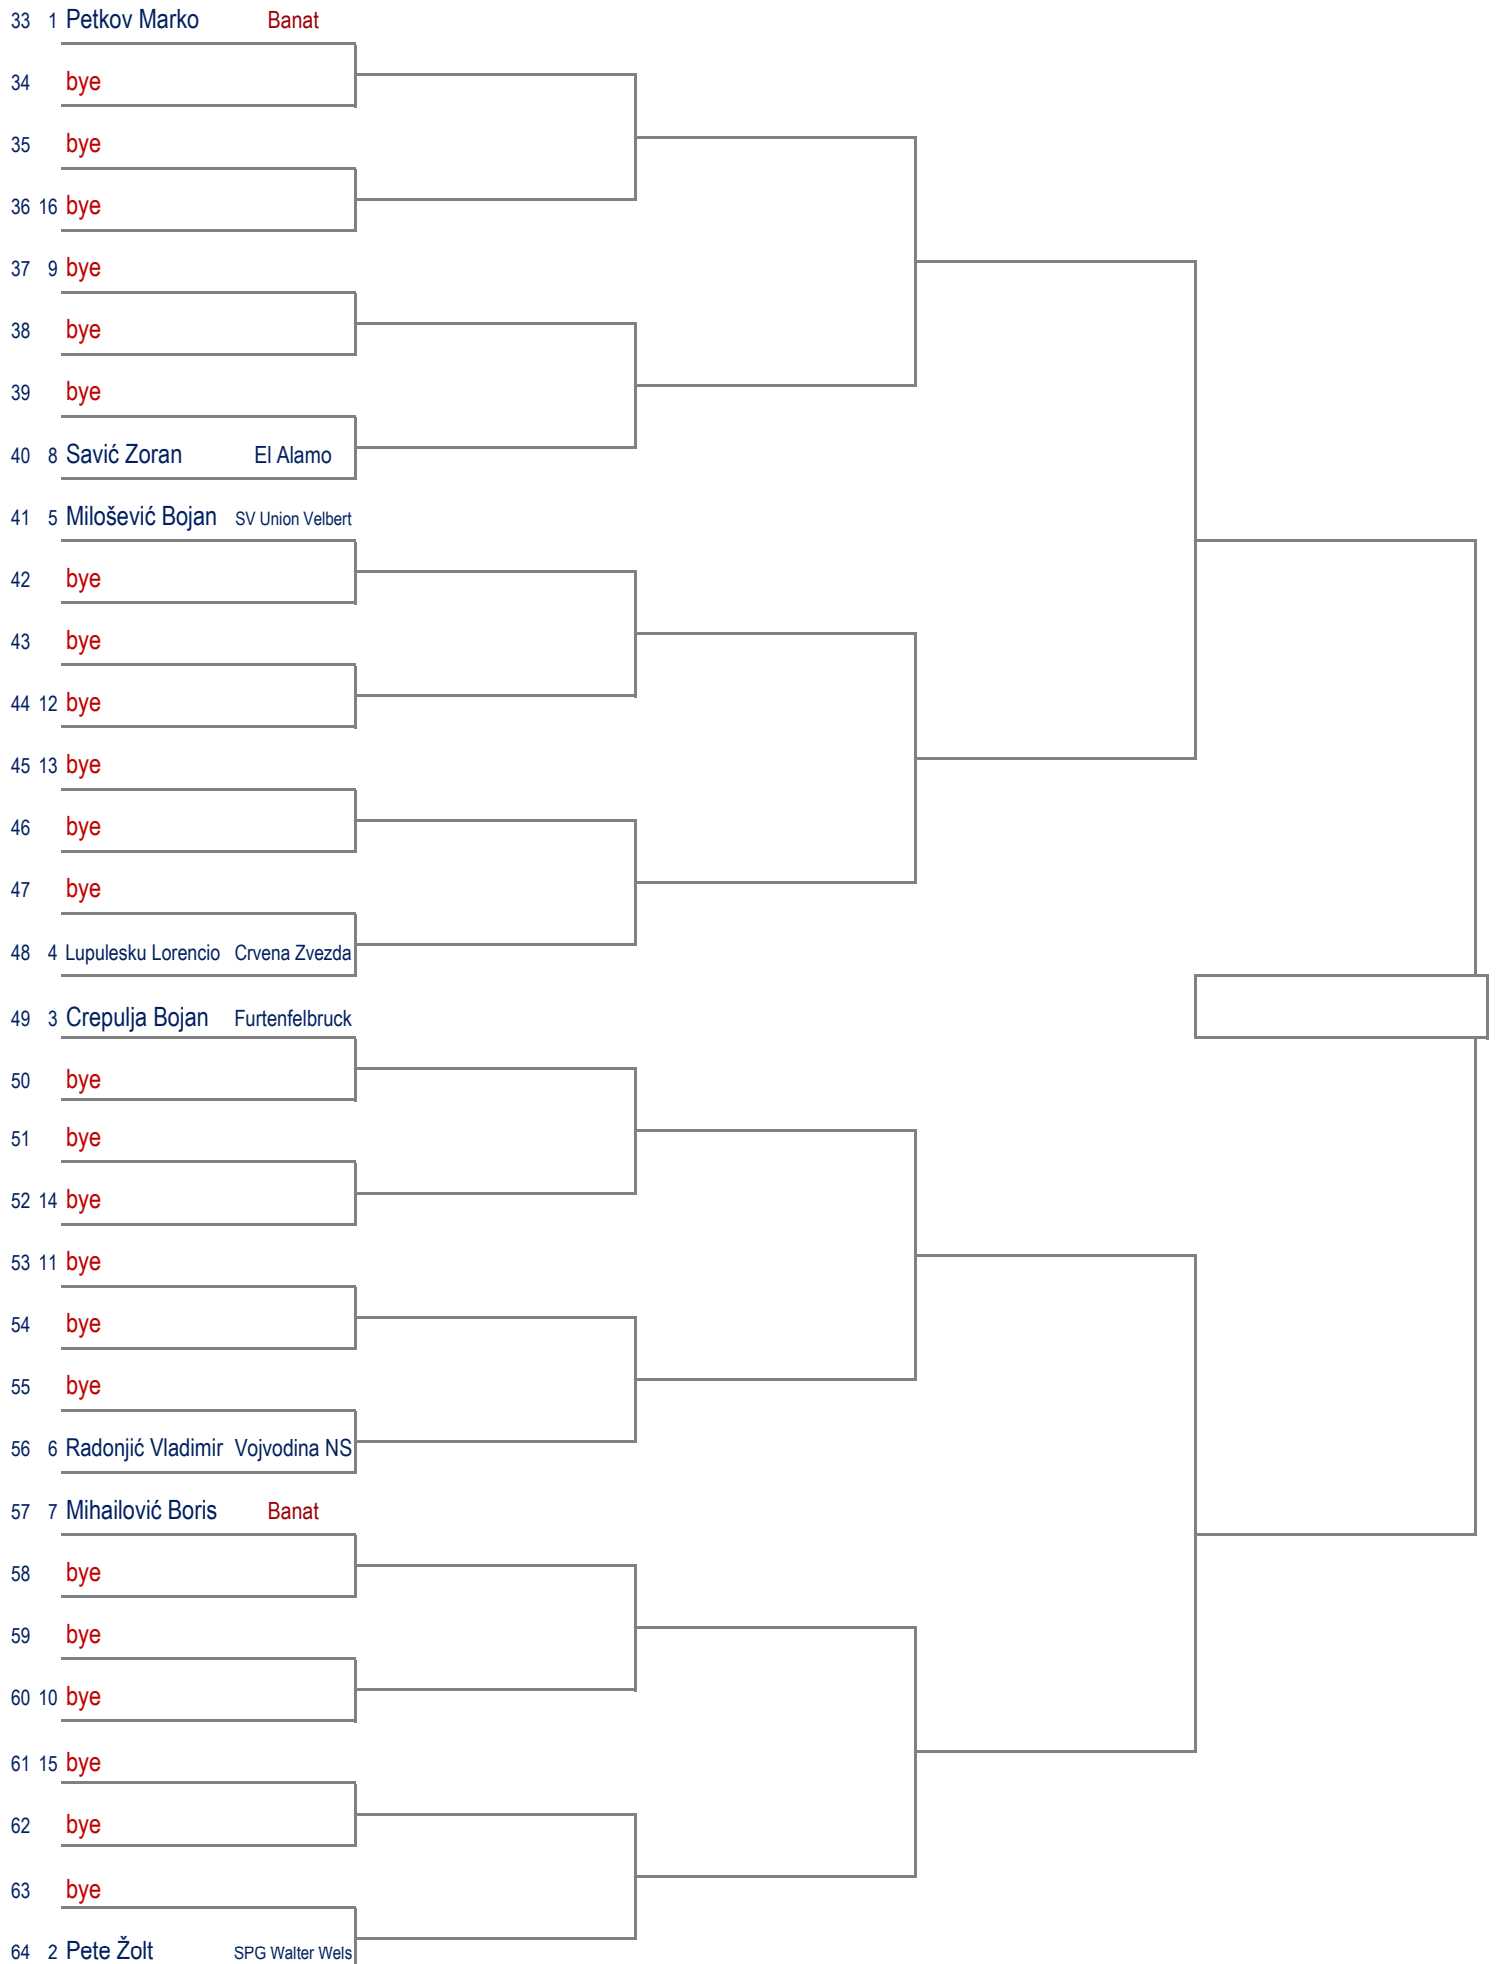 33 1 Petkov Marko Banat
34 bye
35 bye
36 16 bye
37 9 bye
38 bye
39 bye
40 8 Savić Zoran El Alamo
41 5 Milošević Bojan SV Union Velbert
42 bye
43 bye
44 12 bye
45 13 bye
46 bye
47 bye
48 4 Lupulesku Lorencio Crvena Zvezda
49 3 Crepulja Bojan Furtenfelbruck
50 bye
51 bye
52 14 bye
53 11 bye
54 bye
55 bye
56 6 Radonjić Vladimir Vojvodina NS
57 7 Mihailović Boris Banat
58 bye
59 bye
60 10 bye
61 15 bye
62 bye
63 bye
64 2 Pete Žolt SPG Walter Wels